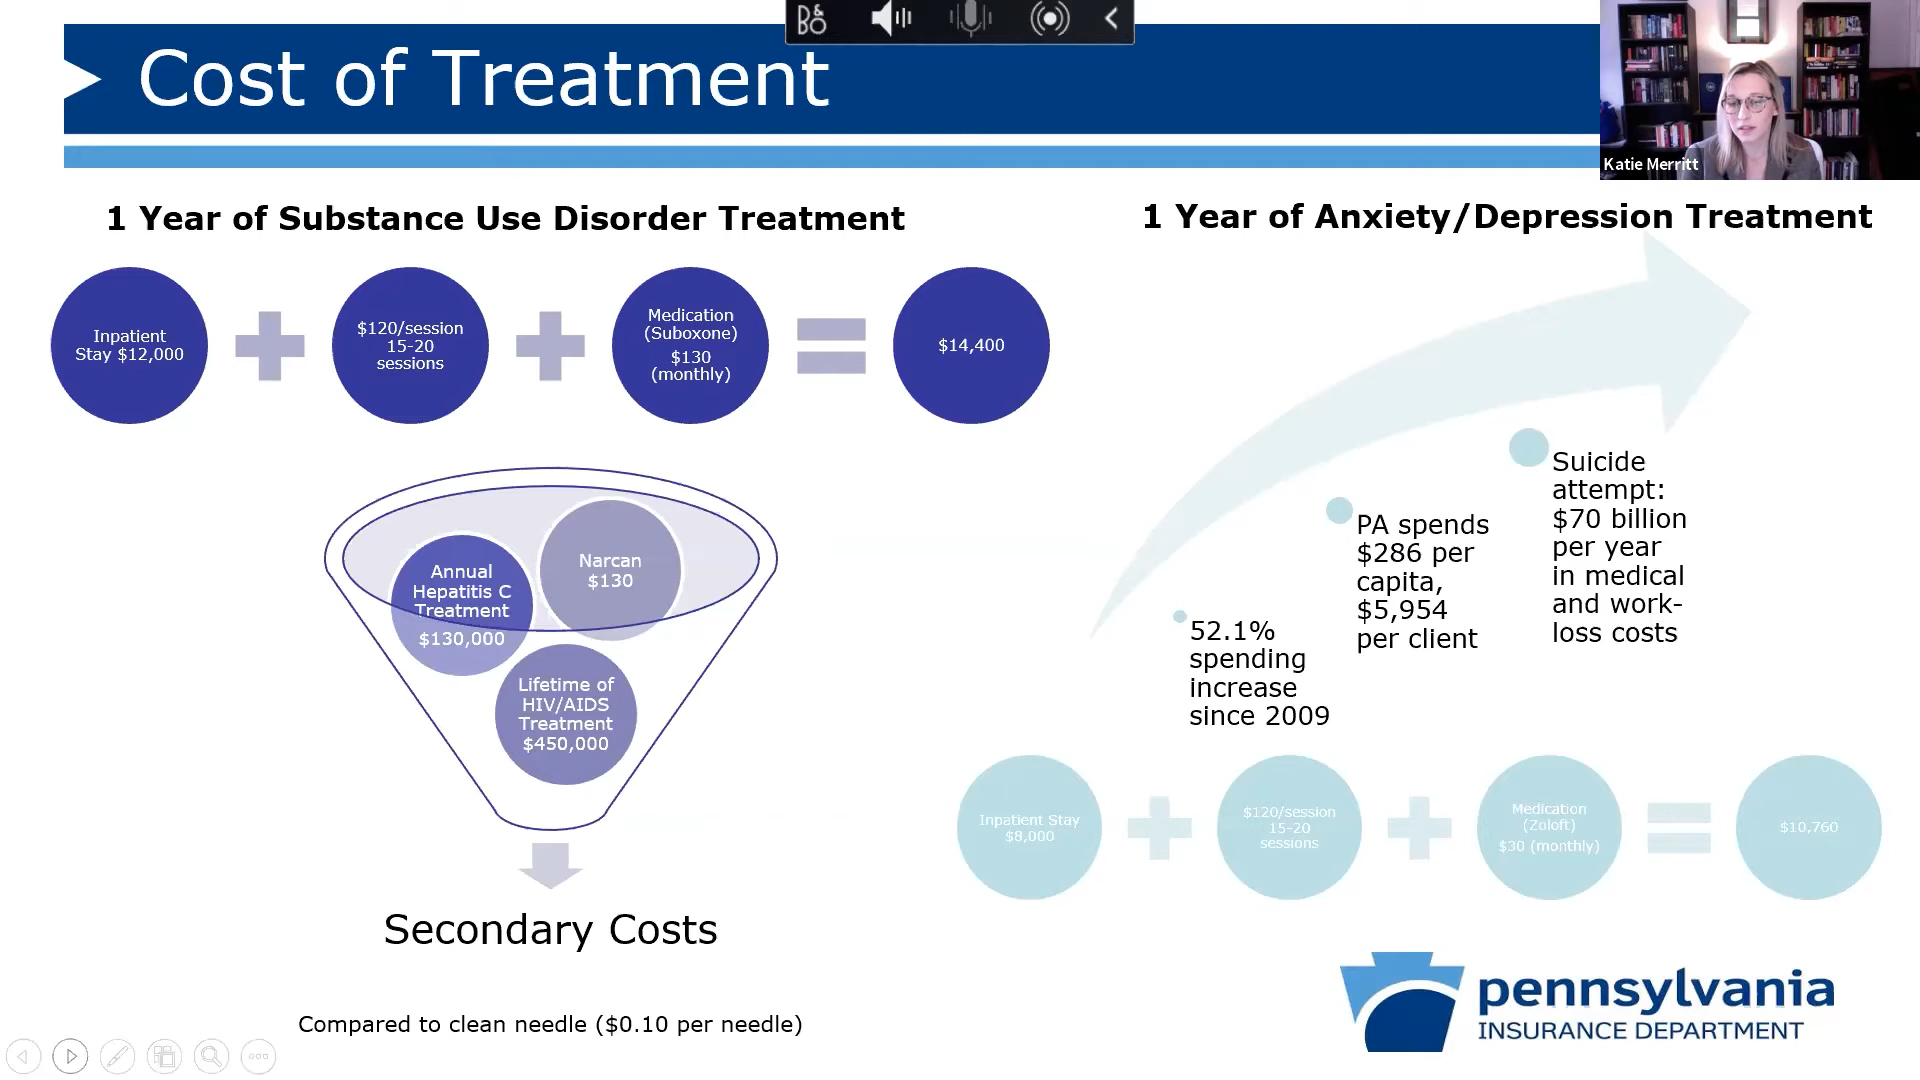 B&O
Cost of Treatment
Katie Merritt
1 Year of Substance Use Disorder Treatment
Inpatient
Stay $12,000
$120/session
15-20
sessions
Medication
(Suboxone)
$130
(monthly)
$14,400
Annual
Hepatitis C
Treatment
$130,000
Narcan
$130
Lifetime of
HIV/AIDS
Treatment
$450,000
Secondary Costs
Compared to clean needle ($0.10 per needle)
1 Year of Anxiety/Depression Treatment
52.1%
spending
increase
since 2009
PA spends
$286 per
capita,
$5,954
per client
Suicide
attempt:
$70 billion
per year
in medical
and work-
loss costs
Inpatient Stay
$8,000
$120/session
15-20
sessions
Medication
(Zoloft)
$30 (monthly)
$10,760
pennsylvania
INSURANCE DEPARTMENT